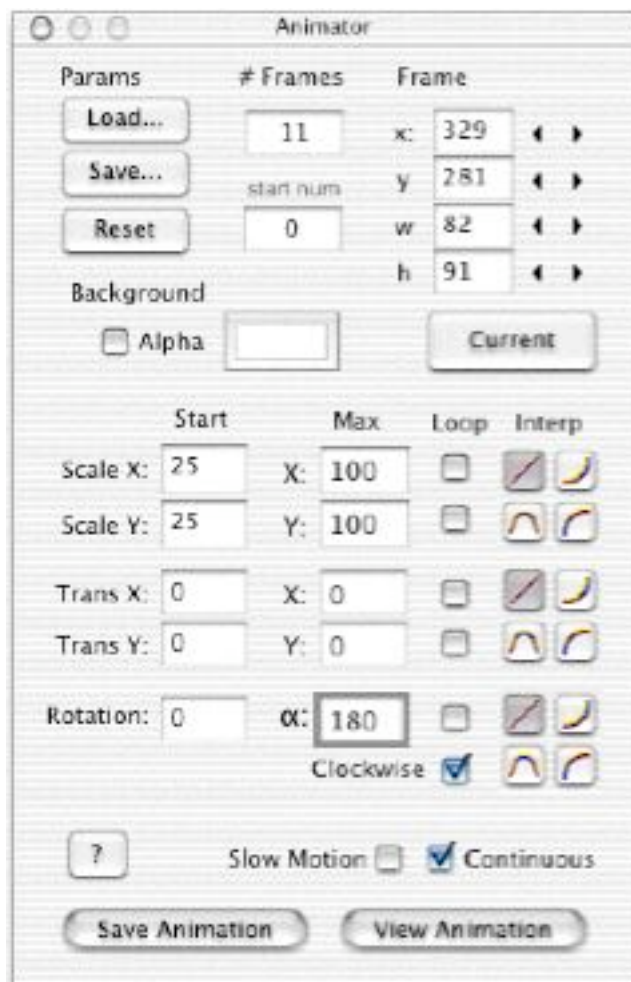 Animator
Params # Frames Frame
Load... 11 x: 329
Save... start num y 281
Reset 0 w 82
h 91
Background
Alpha Current
Start Max Loop Interp
Scale X: 25 X: 100
Scale Y: 25 Y: 100
Trans X: 0 X: 0
Trans Y: 0 Y: 0
Rotation: 0 α: 180
Clockwise
? Slow Motion Continuous
Save Animation View Animation